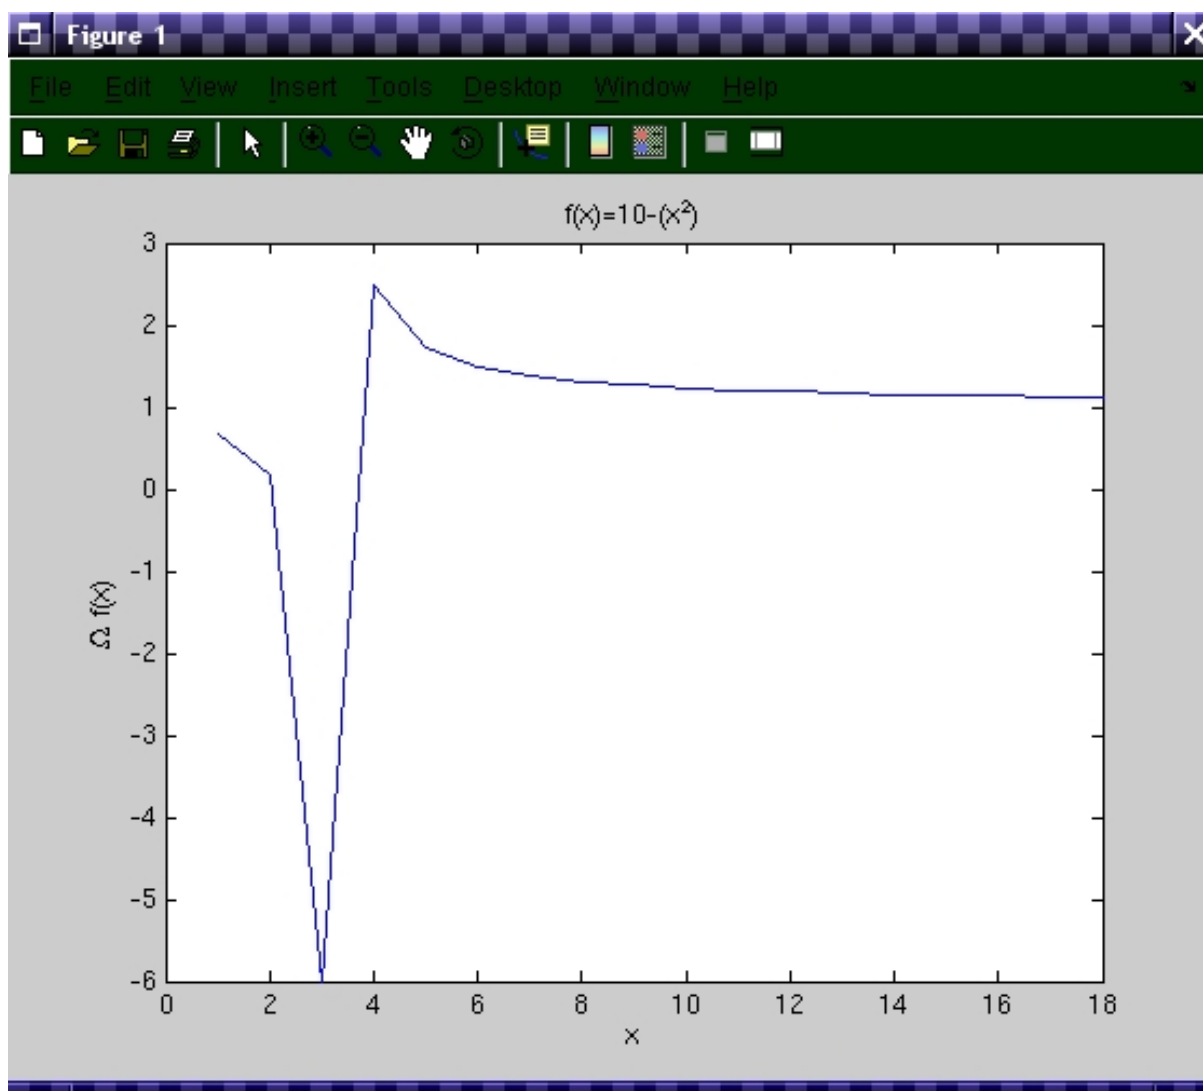 Figure 1
File Edit View Insert Tools Desktop Window Help
f(x)=10-(x²)
3
2
1
0
-1
-2
-3
-4
-5
-6
Ω f(x)
0 2 4 6 8 10 12 14 16 18
x